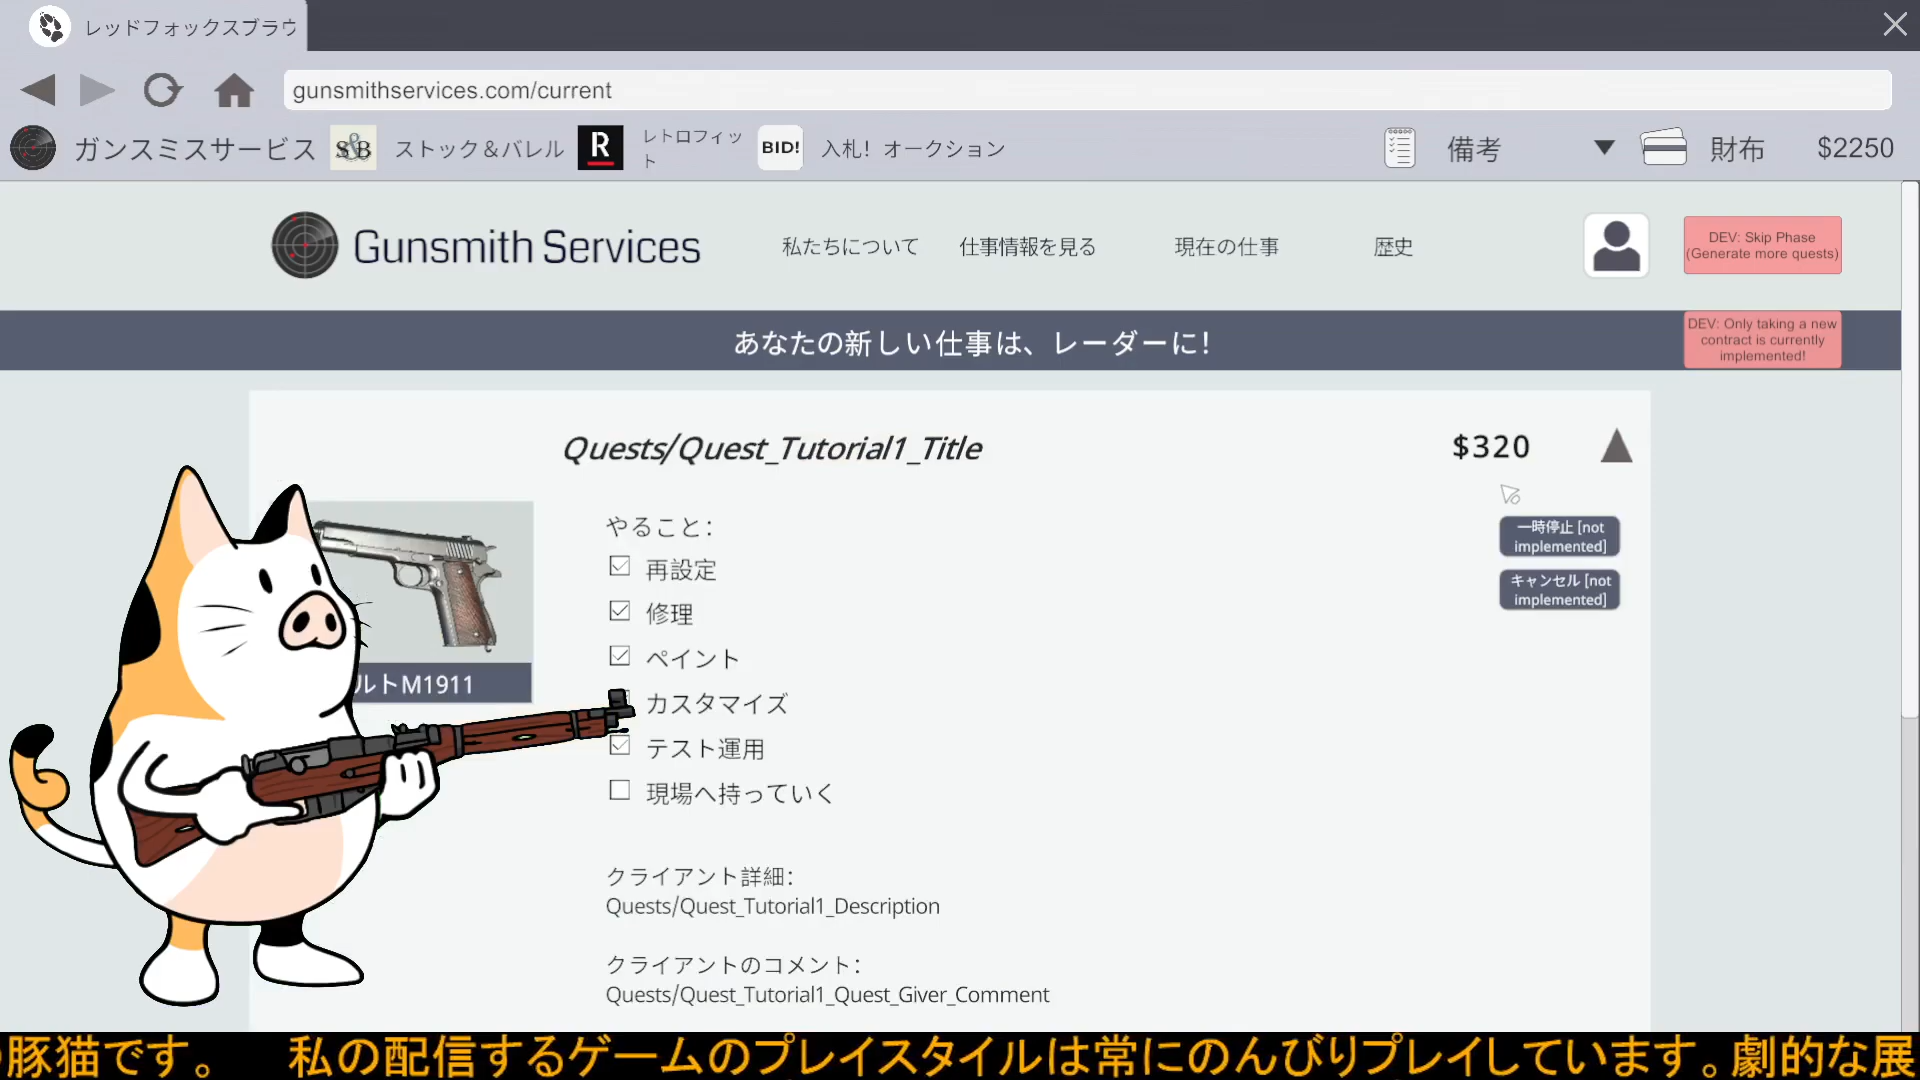 レッドフォックスブラウ
gunsmithservices.com/current
ガンスミスサービス
S&B
ストック＆バレル
R
レトロフィッ
ト
BID!
入札！オークション
備考
財布
$2250
Gunsmith Services
私たちについて
仕事情報を見る
現在の仕事
歴史
DEV: Skip Phase
(Generate more quests)
あなたの新しい仕事は、レーダーに！
DEV: Only taking a new
contract is currently
implemented!
Quests/Quest_Tutorial1_Title
$320
一時停止 [not
implemented]
キャンセル [not
implemented]
ルトM1911
やること：
再設定
修理
ペイント
カスタマイズ
テスト運用
現場へ持っていく
クライアント詳細：
Quests/Quest_Tutorial1_Description
クライアントのコメント：
Quests/Quest_Tutorial1_Quest_Giver_Comment
豚猫です。　私の配信するゲームのプレイスタイルは常にのんびりプレイしています。劇的な展